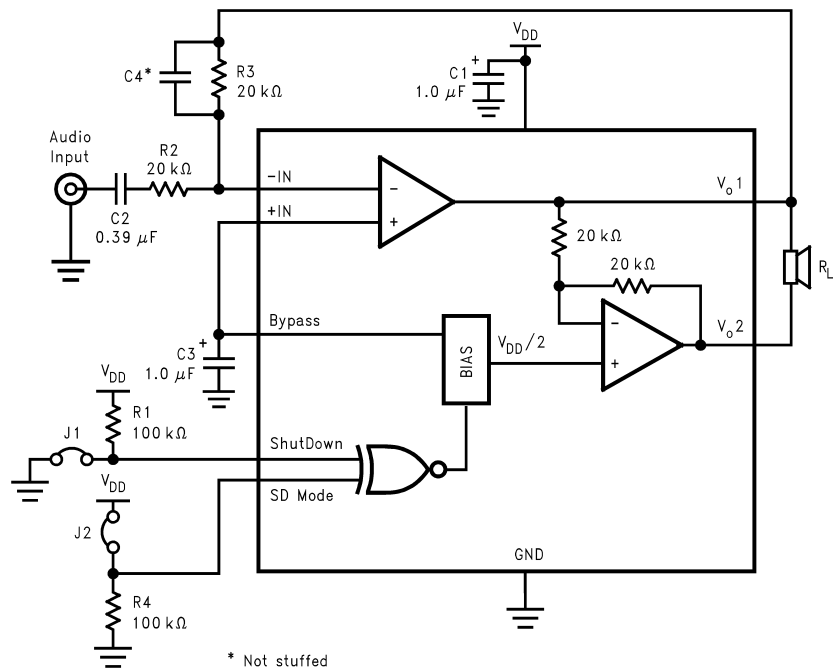 V_DD
C4*
R3
20 kΩ
C1
+
1.0 μF
Audio
Input
R2
20 kΩ
C2
0.39 μF
-IN
+IN
-
+
V_o1
20 kΩ
20 kΩ
R_L
Bypass
C3
+
1.0 μF
BIAS
V_DD/2
-
+
V_o2
V_DD
R1
100 kΩ
J1
ShutDown
SD Mode
V_DD
J2
R4
100 kΩ
GND
* Not stuffed